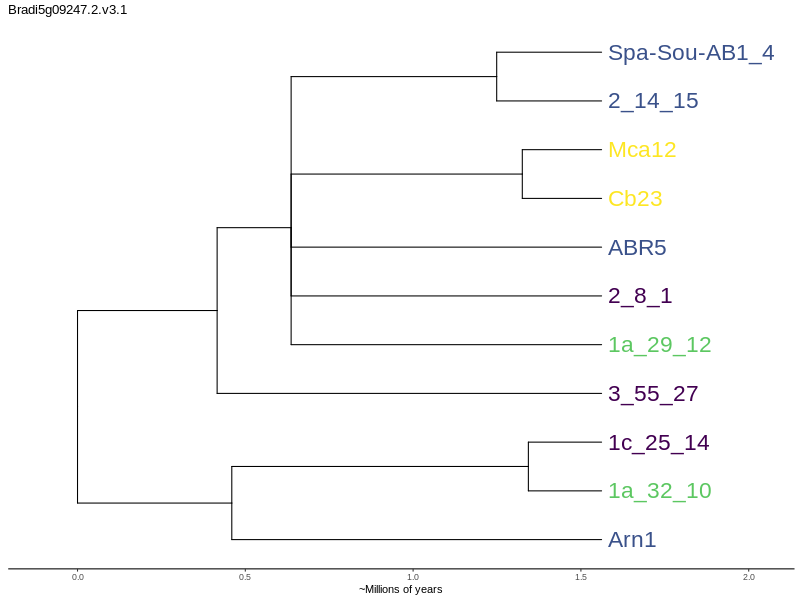 Bradi5g09247.2.v3.1
Spa-Sou-AB1_4
2_14_15
Mca12
Cb23
ABR5
2_8_1
1a_29_12
3_55_27
1c_25_14
1a_32_10
Arn1
0.0 0.5 1.0 1.5 2.0
~Millions of years